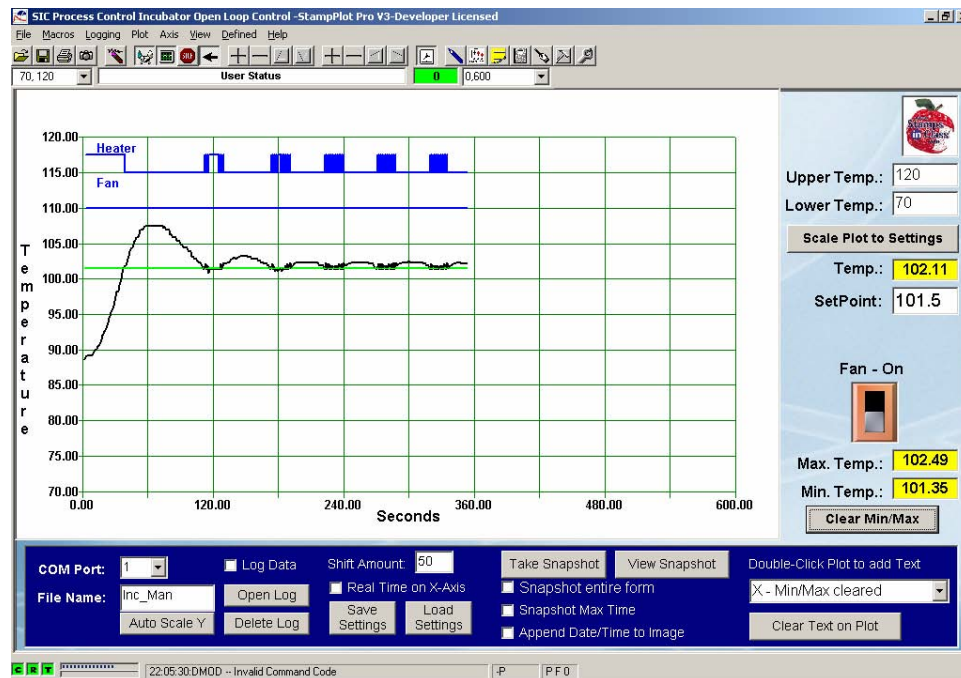 SIC Process Control Incubator Open Loop Control -StampPlot Pro V3-Developer Licensed
File Macros Logging Plot Axis View Defined Help
70,120 User Status 0 0,600
120.00
Heater
115.00
Fan
110.00
105.00
100.00
95.00
90.00
85.00
80.00
75.00
70.00
Temperature
0.00 120.00 240.00 360.00 480.00 600.00
Seconds
Stamps
in Class
Upper Temp.: 120
Lower Temp.: 70
Scale Plot to Settings
Temp.: 102.11
SetPoint: 101.5
Fan - On
Max. Temp.: 102.49
Min. Temp.: 101.35
Clear Min/Max
COM Port: 1
Log Data
Shift Amount: 50
Take Snapshot View Snapshot
Double-Click Plot to add Text
File Name: Inc_Man
Open Log
Real Time on X-Axis
Snapshot entire form
X - Min/Max cleared
Auto Scale Y
Delete Log
Save Settings
Load Settings
Snapshot Max Time
Append Date/Time to Image
Clear Text on Plot
C R T
22:05:30:DMOD -- Invalid Command Code
-P
P F 0